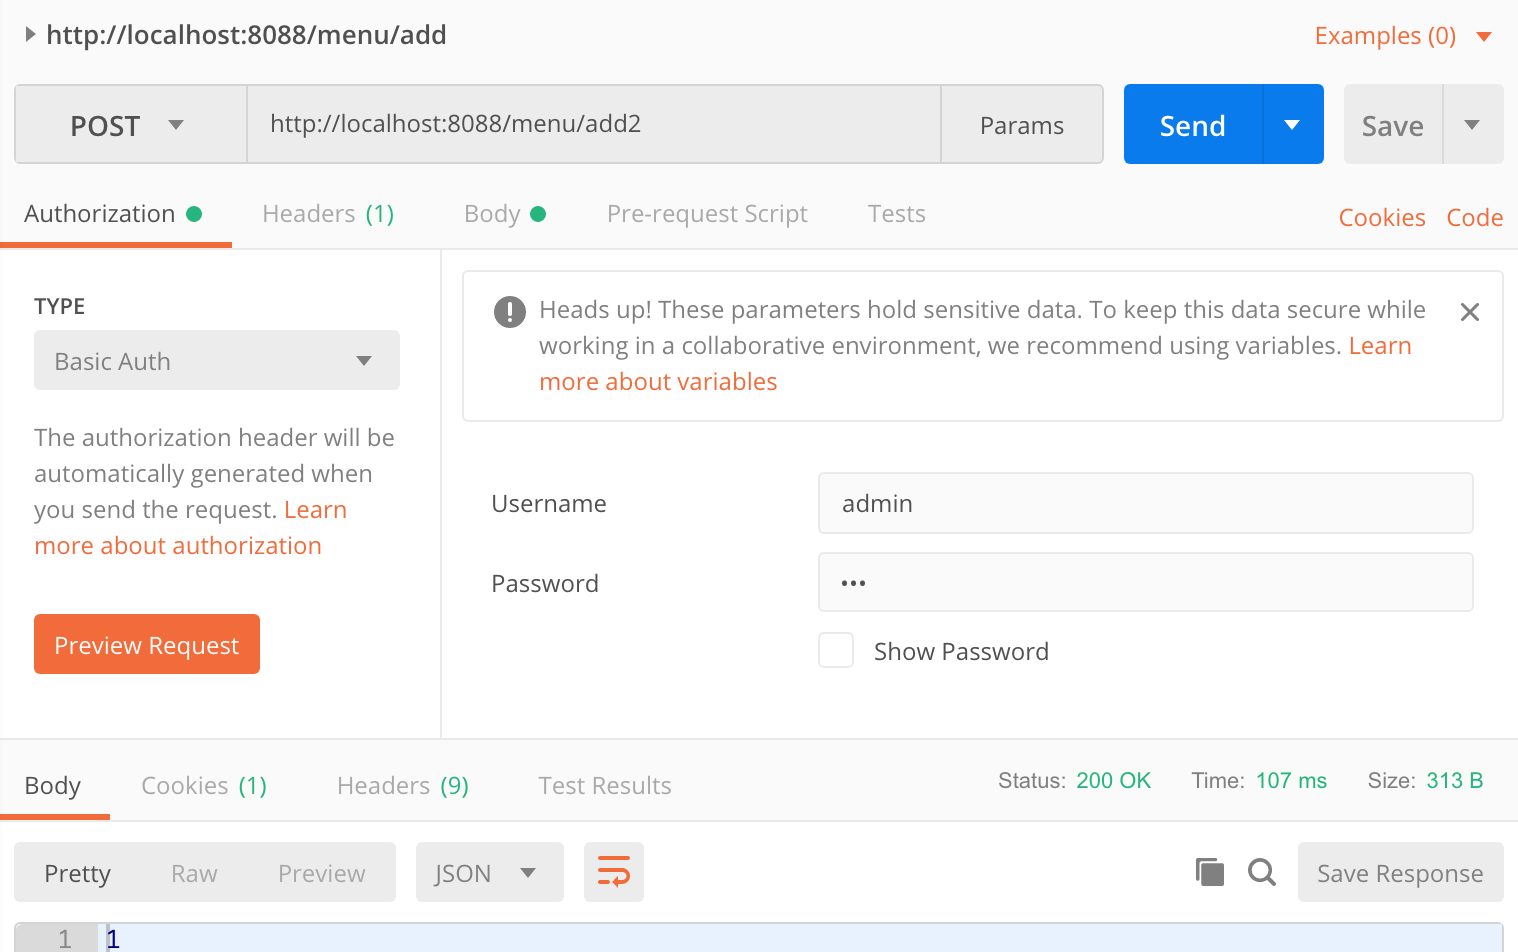 http://localhost:8088/menu/add
Examples (0)
POST
http://localhost:8088/menu/add2
Params
Send
Save
Authorization
Headers (1)
Body
Pre-request Script
Tests
Cookies
Code
TYPE
Basic Auth
The authorization header will be
automatically generated when
you send the request. Learn
more about authorization
Preview Request
Heads up! These parameters hold sensitive data. To keep this data secure while
working in a collaborative environment, we recommend using variables. Learn
more about variables
Username
admin
Password
•••
Show Password
Body
Cookies (1)
Headers (9)
Test Results
Status: 200 OK
Time: 107 ms
Size: 313 B
Pretty
Raw
Preview
JSON
Save Response
1 1